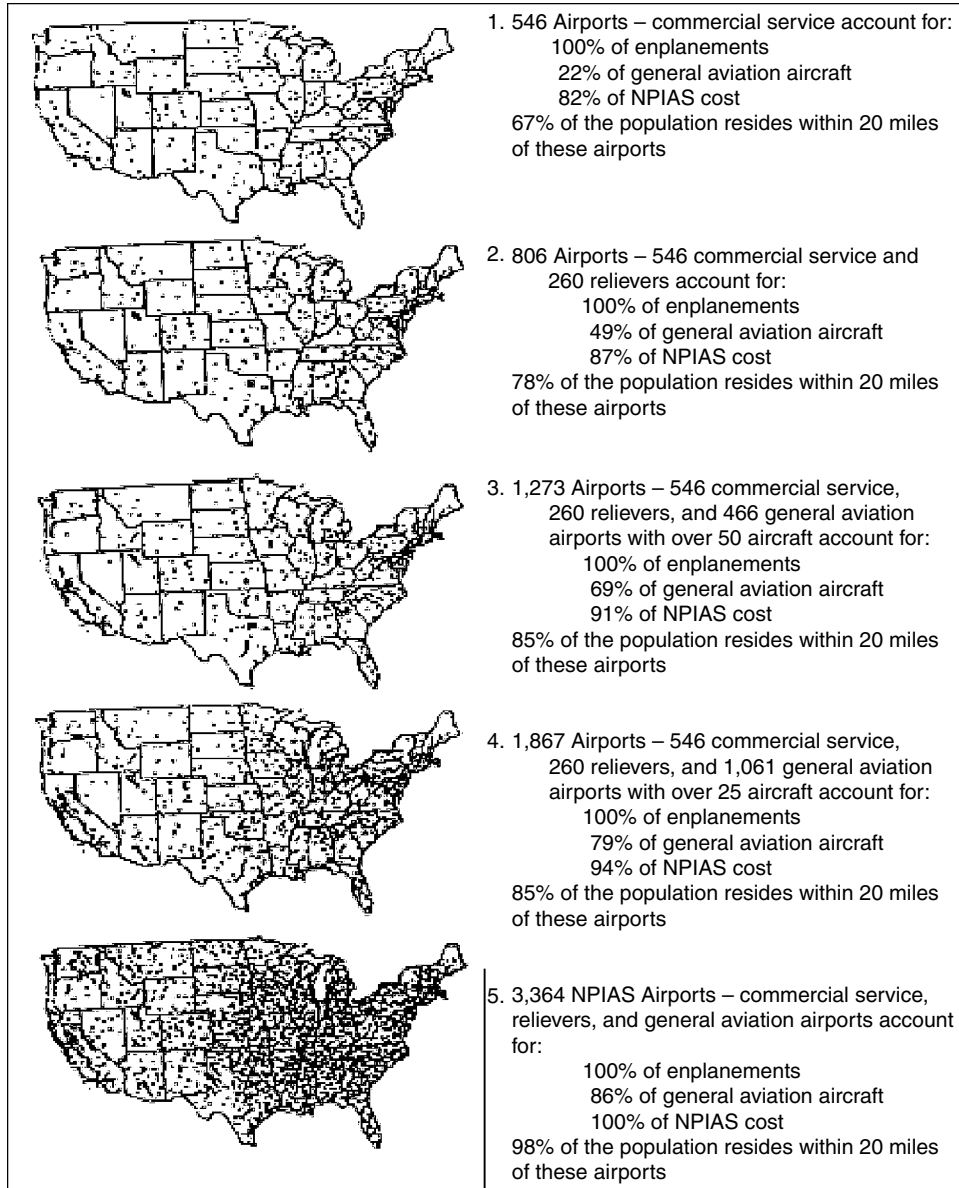 1. 546 Airports – commercial service account for:
100% of enplanements
22% of general aviation aircraft
82% of NPIAS cost
67% of the population resides within 20 miles
of these airports
2. 806 Airports – 546 commercial service and
260 relievers account for:
100% of enplanements
49% of general aviation aircraft
87% of NPIAS cost
78% of the population resides within 20 miles
of these airports
3. 1,273 Airports – 546 commercial service,
260 relievers, and 466 general aviation
airports with over 50 aircraft account for:
100% of enplanements
69% of general aviation aircraft
91% of NPIAS cost
85% of the population resides within 20 miles
of these airports
4. 1,867 Airports – 546 commercial service,
260 relievers, and 1,061 general aviation
airports with over 25 aircraft account for:
100% of enplanements
79% of general aviation aircraft
94% of NPIAS cost
85% of the population resides within 20 miles
of these airports
5. 3,364 NPIAS Airports – commercial service,
relievers, and general aviation airports account
for:
100% of enplanements
86% of general aviation aircraft
100% of NPIAS cost
98% of the population resides within 20 miles
of these airports